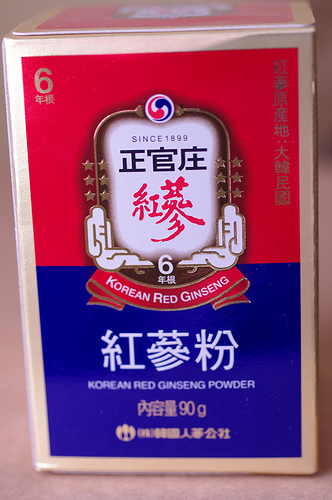 6
年根
紅蔘原産地:大韓民國
SINCE 1899
正官庄
紅蔘
6
年根
KOREAN RED GINSENG
紅蔘粉
KOREAN RED GINSENG POWDER
內容量 90 g
(株)韓國人蔘公社